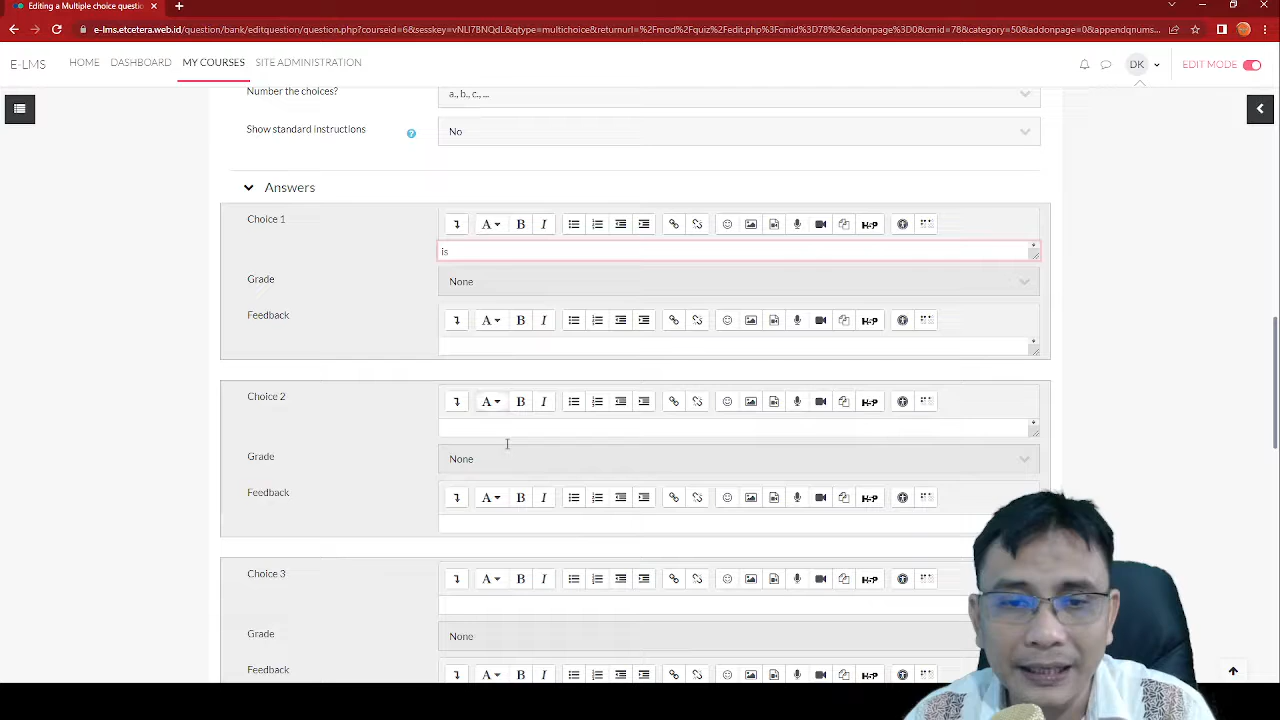 Editing a Multiple choice questio
e-lms.etcetera.web.id/question/bank/editquestion/question.php?courseid=6&sesskey=vNLI7BNQdL&qtype=multichoice&returnurl=%2Fmod%2Fquiz%2Fedit.php%3Fcmid%3D78%26addonpage%3D0&cmid=78&category=50&addonpage=0&appendqnums...
E-LMS HOME DASHBOARD MY COURSES SITE ADMINISTRATION DK EDIT MODE
Number the choices? a., b., c., ...
Show standard instructions No
Answers
Choice 1
A B I H-P
is
Grade None
Feedback A B I H-P
Choice 2 A B I H-P
Grade None
Feedback A B I H-P
Choice 3 A B I H-P
Grade None
Feedback A B I H-P